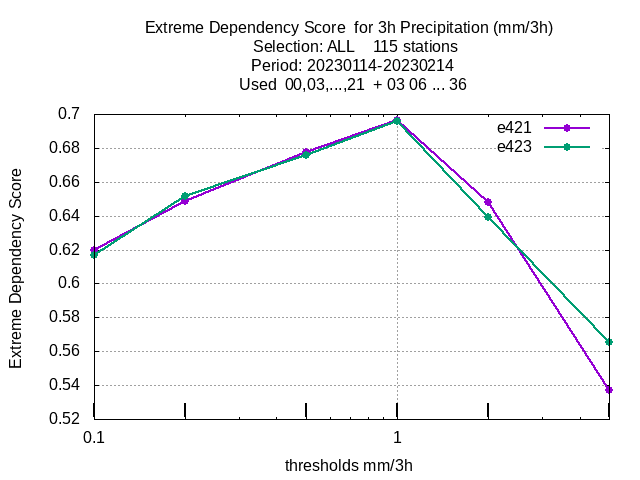 Extreme Dependency Score  for 3h Precipitation (mm/3h)
Selection: ALL    115 stations
Period: 20230114-20230214
Used  00,03,...,21  + 03 06 ... 36
0.7
e421
e423
0.68
0.66
0.64
0.62
0.6
0.58
0.56
0.54
0.52
Extreme Dependency Score
0.1
1
thresholds mm/3h